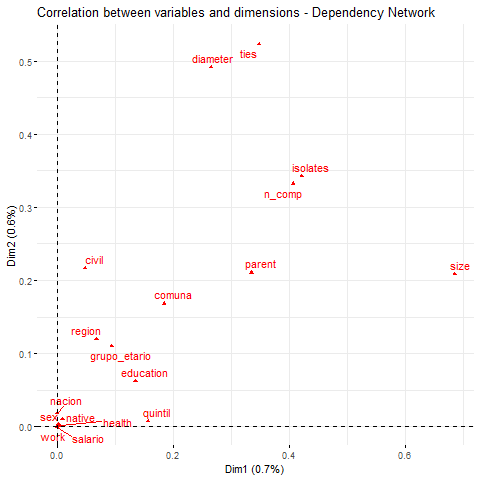 Correlation between variables and dimensions - Dependency Network
ties
diameter
0.5
isolates
0.4
n_comp
0.3
Dim2 (0.6%)
civil
parent
size
0.2
comuna
region
grupo_etario
0.1
education
nacion
quintil
sex
native
health
0.0
work
salario
0.0
0.2
0.4
0.6
Dim1 (0.7%)